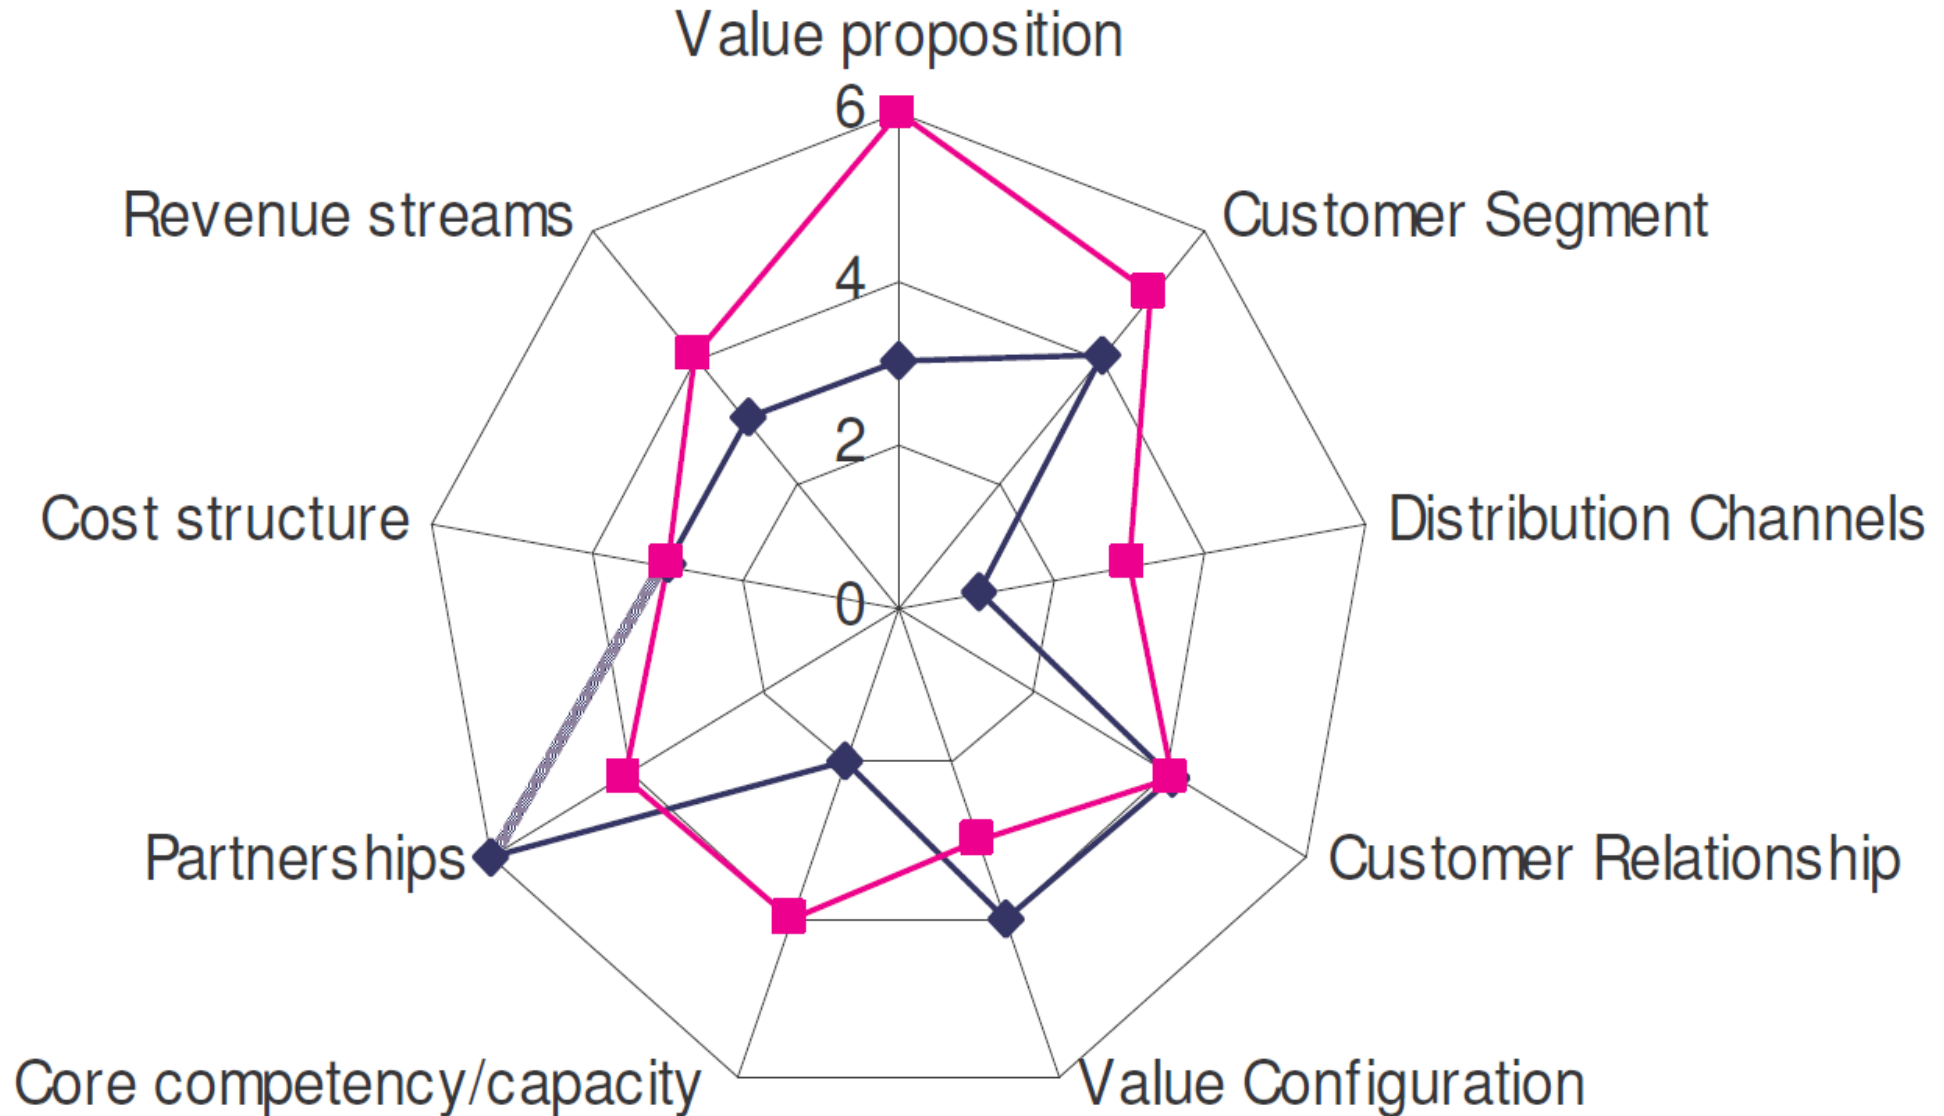 Value proposition
6
Revenue streams
Customer Segment
4
2
Cost structure
Distribution Channels
0
Partnerships
Customer Relationship
Core competency/capacity
Value Configuration